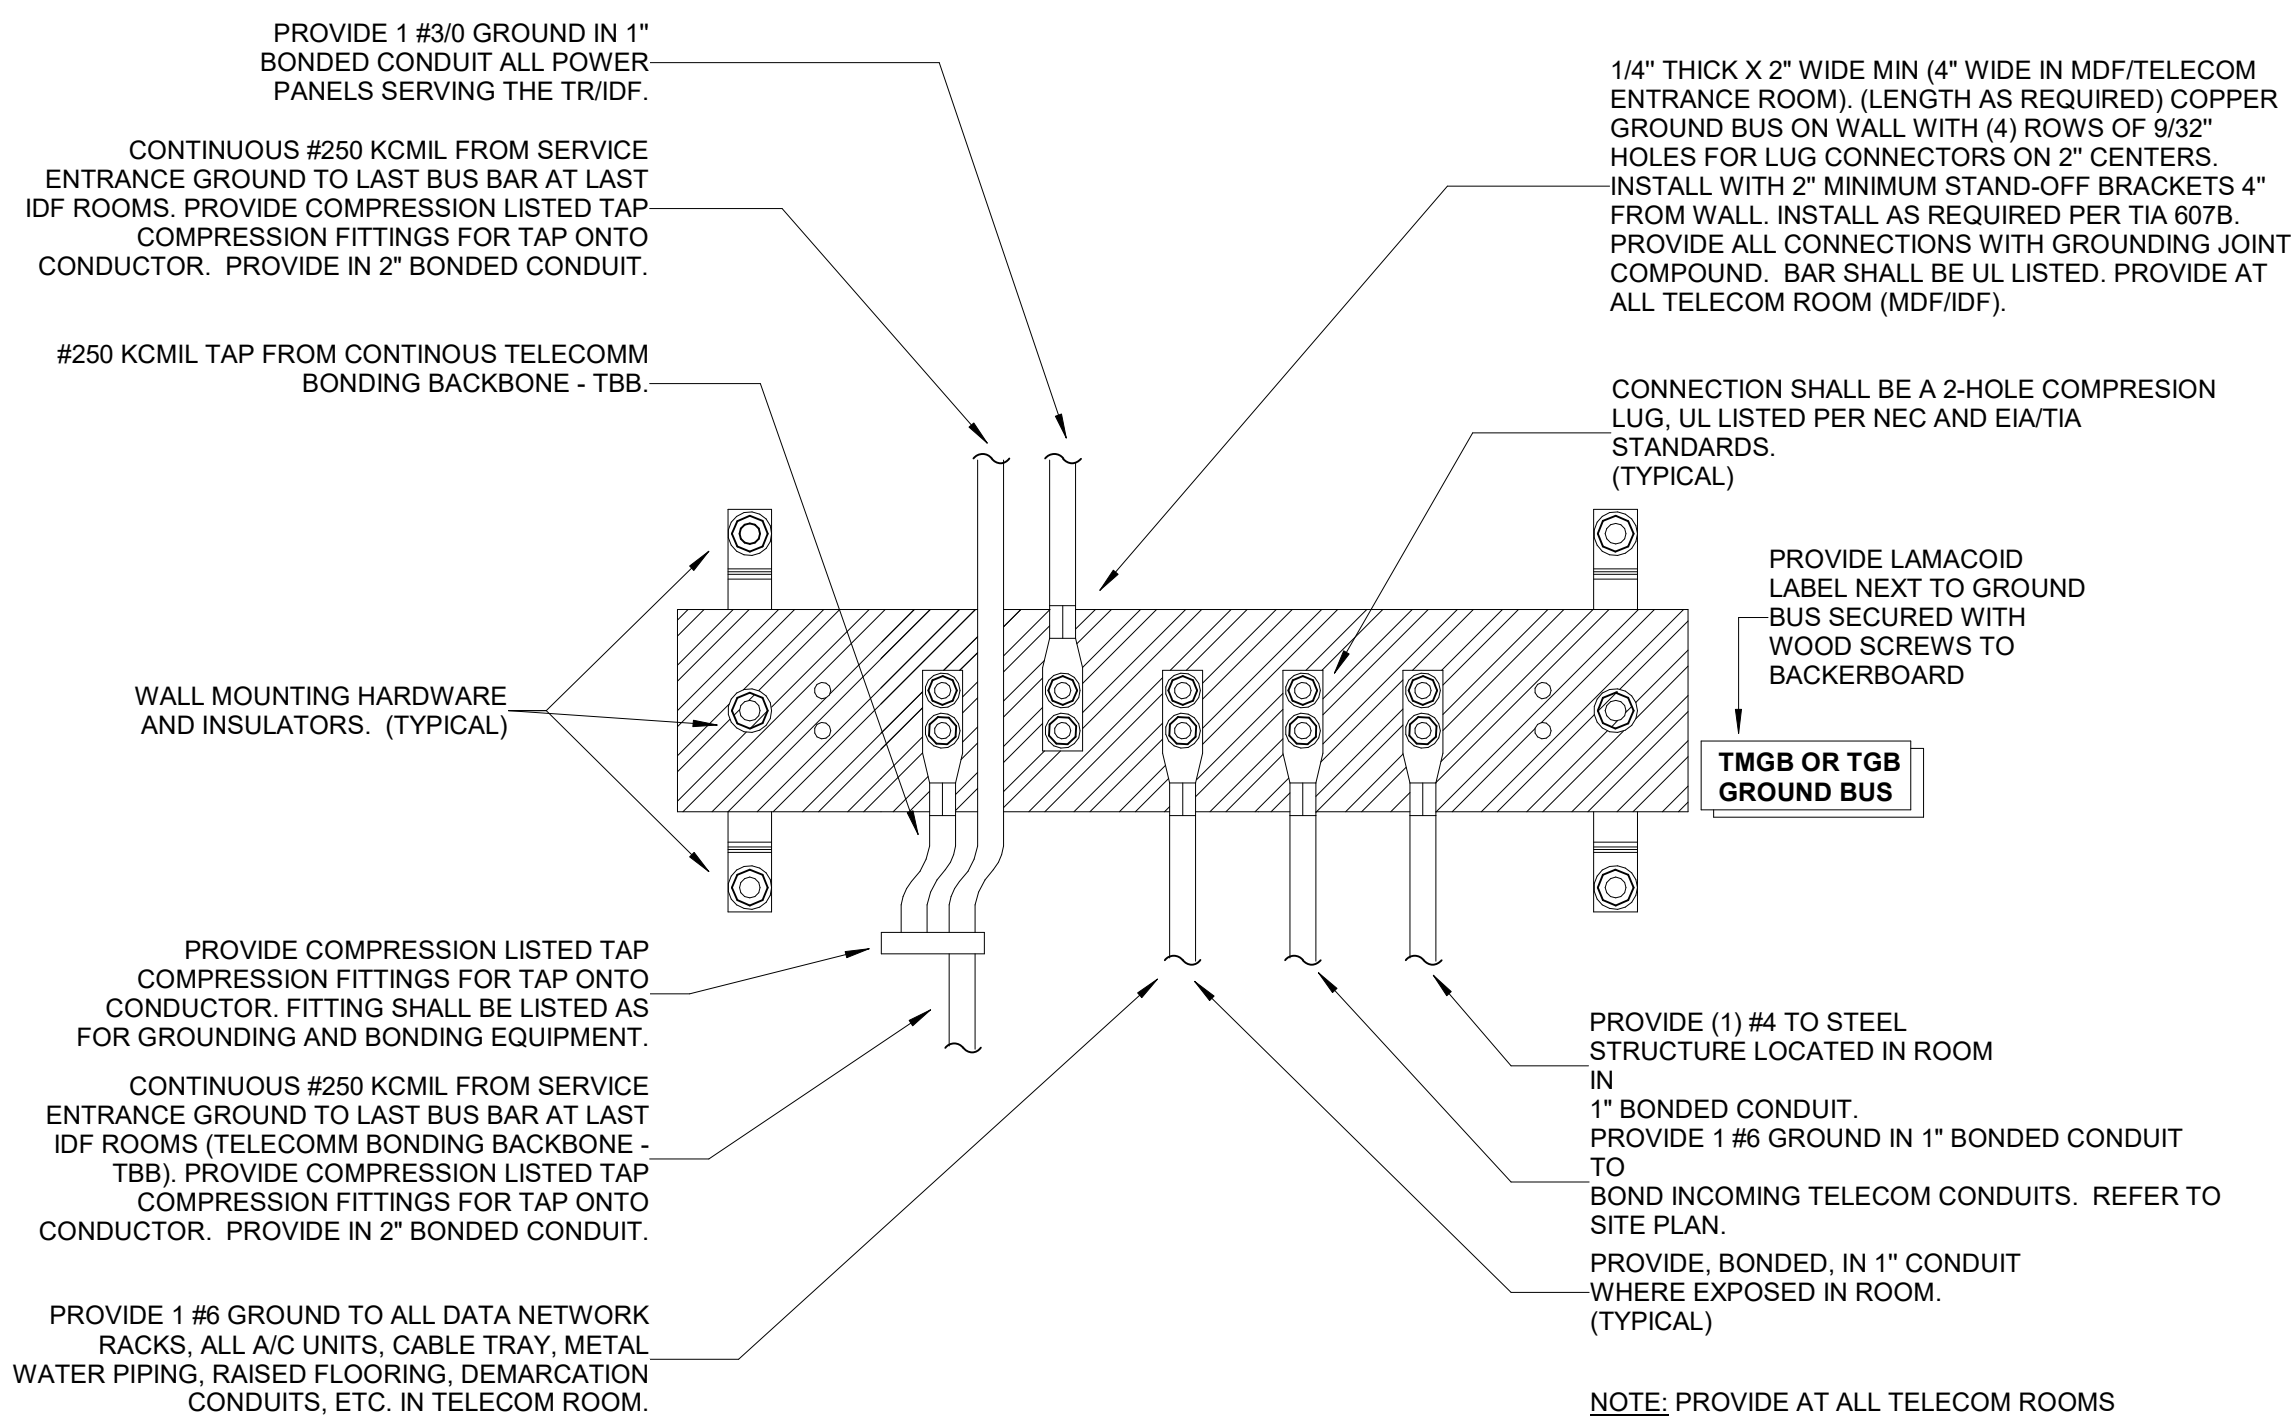 PROVIDE 1 #3/0 GROUND IN 1"
BONDED CONDUIT ALL POWER
PANELS SERVING THE TR/IDF.
CONTINUOUS #250 KCMIL FROM SERVICE
ENTRANCE GROUND TO LAST BUS BAR AT LAST
IDF ROOMS. PROVIDE COMPRESSION LISTED TAP
COMPRESSION FITTINGS FOR TAP ONTO
CONDUCTOR.  PROVIDE IN 2" BONDED CONDUIT.
#250 KCMIL TAP FROM CONTINOUS TELECOMM
BONDING BACKBONE - TBB.
WALL MOUNTING HARDWARE
AND INSULATORS.  (TYPICAL)
PROVIDE COMPRESSION LISTED TAP
COMPRESSION FITTINGS FOR TAP ONTO
CONDUCTOR. FITTING SHALL BE LISTED AS
FOR GROUNDING AND BONDING EQUIPMENT.
CONTINUOUS #250 KCMIL FROM SERVICE
ENTRANCE GROUND TO LAST BUS BAR AT LAST
IDF ROOMS (TELECOMM BONDING BACKBONE -
TBB). PROVIDE COMPRESSION LISTED TAP
COMPRESSION FITTINGS FOR TAP ONTO
CONDUCTOR.  PROVIDE IN 2" BONDED CONDUIT.
PROVIDE 1 #6 GROUND TO ALL DATA NETWORK
RACKS, ALL A/C UNITS, CABLE TRAY, METAL
WATER PIPING, RAISED FLOORING, DEMARCATION
CONDUITS, ETC. IN TELECOM ROOM.
1/4" THICK X 2" WIDE MIN (4" WIDE IN MDF/TELECOM
ENTRANCE ROOM). (LENGTH AS REQUIRED) COPPER
GROUND BUS ON WALL WITH (4) ROWS OF 9/32"
HOLES FOR LUG CONNECTORS ON 2" CENTERS.
INSTALL WITH 2" MINIMUM STAND-OFF BRACKETS 4"
FROM WALL. INSTALL AS REQUIRED PER TIA 607B.
PROVIDE ALL CONNECTIONS WITH GROUNDING JOINT
COMPOUND.  BAR SHALL BE UL LISTED. PROVIDE AT
ALL TELECOM ROOM (MDF/IDF).
CONNECTION SHALL BE A 2-HOLE COMPRESION
LUG, UL LISTED PER NEC AND EIA/TIA
STANDARDS.
(TYPICAL)
PROVIDE LAMACOID
LABEL NEXT TO GROUND
BUS SECURED WITH
WOOD SCREWS TO
BACKERBOARD
TMGB OR TGB
GROUND BUS
PROVIDE (1) #4 TO STEEL
STRUCTURE LOCATED IN ROOM
IN
1" BONDED CONDUIT.
PROVIDE 1 #6 GROUND IN 1" BONDED CONDUIT
TO
BOND INCOMING TELECOM CONDUITS.  REFER TO
SITE PLAN.
PROVIDE, BONDED, IN 1" CONDUIT
WHERE EXPOSED IN ROOM.
(TYPICAL)
NOTE: PROVIDE AT ALL TELECOM ROOMS